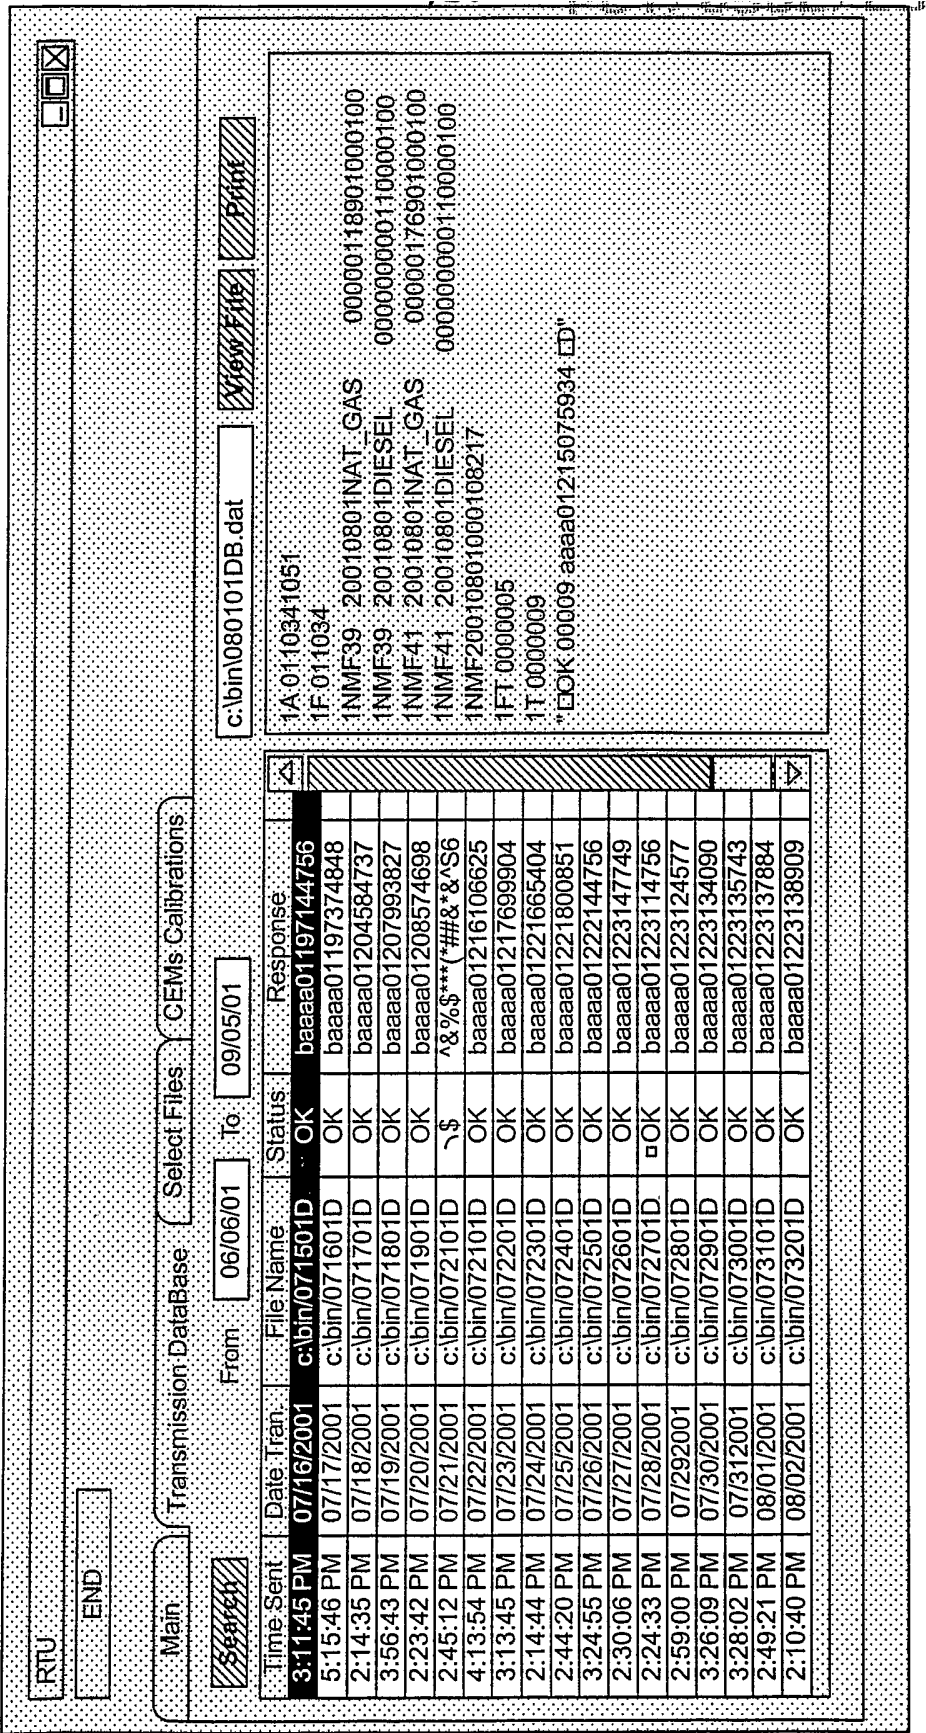 RTU
END
Main Transmission DataBase Select Files CEMs Calibrations
Search From 06/06/01 To 09/05/01 c:\bin\080101DB.dat View File Print
Time Sent Date Tran. File Name Status Response
3:11:45 PM 07/16/2001 c:\bin/071501D OK baaaa01197144756
5:15:46 PM 07/17/2001 c:\bin/071601D OK baaaa01197374848
2:14:35 PM 07/18/2001 c:\bin/071701D OK baaaa01204584737
3:56:43 PM 07/19/2001 c:\bin/071801D OK baaaa01207993827
2:23:42 PM 07/20/2001 c:\bin/071901D OK baaaa01208574698
2:45:12 PM 07/21/2001 c:\bin/072101D ヽ$ ^&%$***(*##&*&^S6
4:13:54 PM 07/22/2001 c:\bin/072101D OK baaaa01216106625
3:13:45 PM 07/23/2001 c:\bin/072201D OK baaaa01217699904
2:14:44 PM 07/24/2001 c:\bin/072301D OK baaaa01221665404
2:44:20 PM 07/25/2001 c:\bin/072401D OK baaaa01221800851
3:24:55 PM 07/26/2001 c:\bin/072501D OK baaaa01222144756
2:30:06 PM 07/27/2001 c:\bin/072601D OK baaaa01223147749
2:24:33 PM 07/28/2001 c:\bin/072701D ▫OK baaaa01223114756
2:59:00 PM 07/292001 c:\bin/072801D OK baaaa01223124577
3:26:09 PM 07/30/2001 c:\bin/072901D OK baaaa01223134090
3:28:02 PM 07/312001 c:\bin/073001D OK baaaa01223135743
2:49:21 PM 08/01/2001 c:\bin/073101D OK baaaa01223137884
2:10:40 PM 08/02/2001 c:\bin/073201D OK baaaa01223138909
1A 0110341051
1F 011034
1NMF39 20010801NAT_GAS 000001189010001​00
1NMF39 20010801DIESEL 0000000001100001​00
1NMF41 20010801NAT_GAS 000001769010001​00
1NMF41 20010801DIESEL 0000000001100001​00
1NMF200108010001082​17
1FT 0000005
1T 0000009
"□OK 00009 aaaa01215075934 □D"